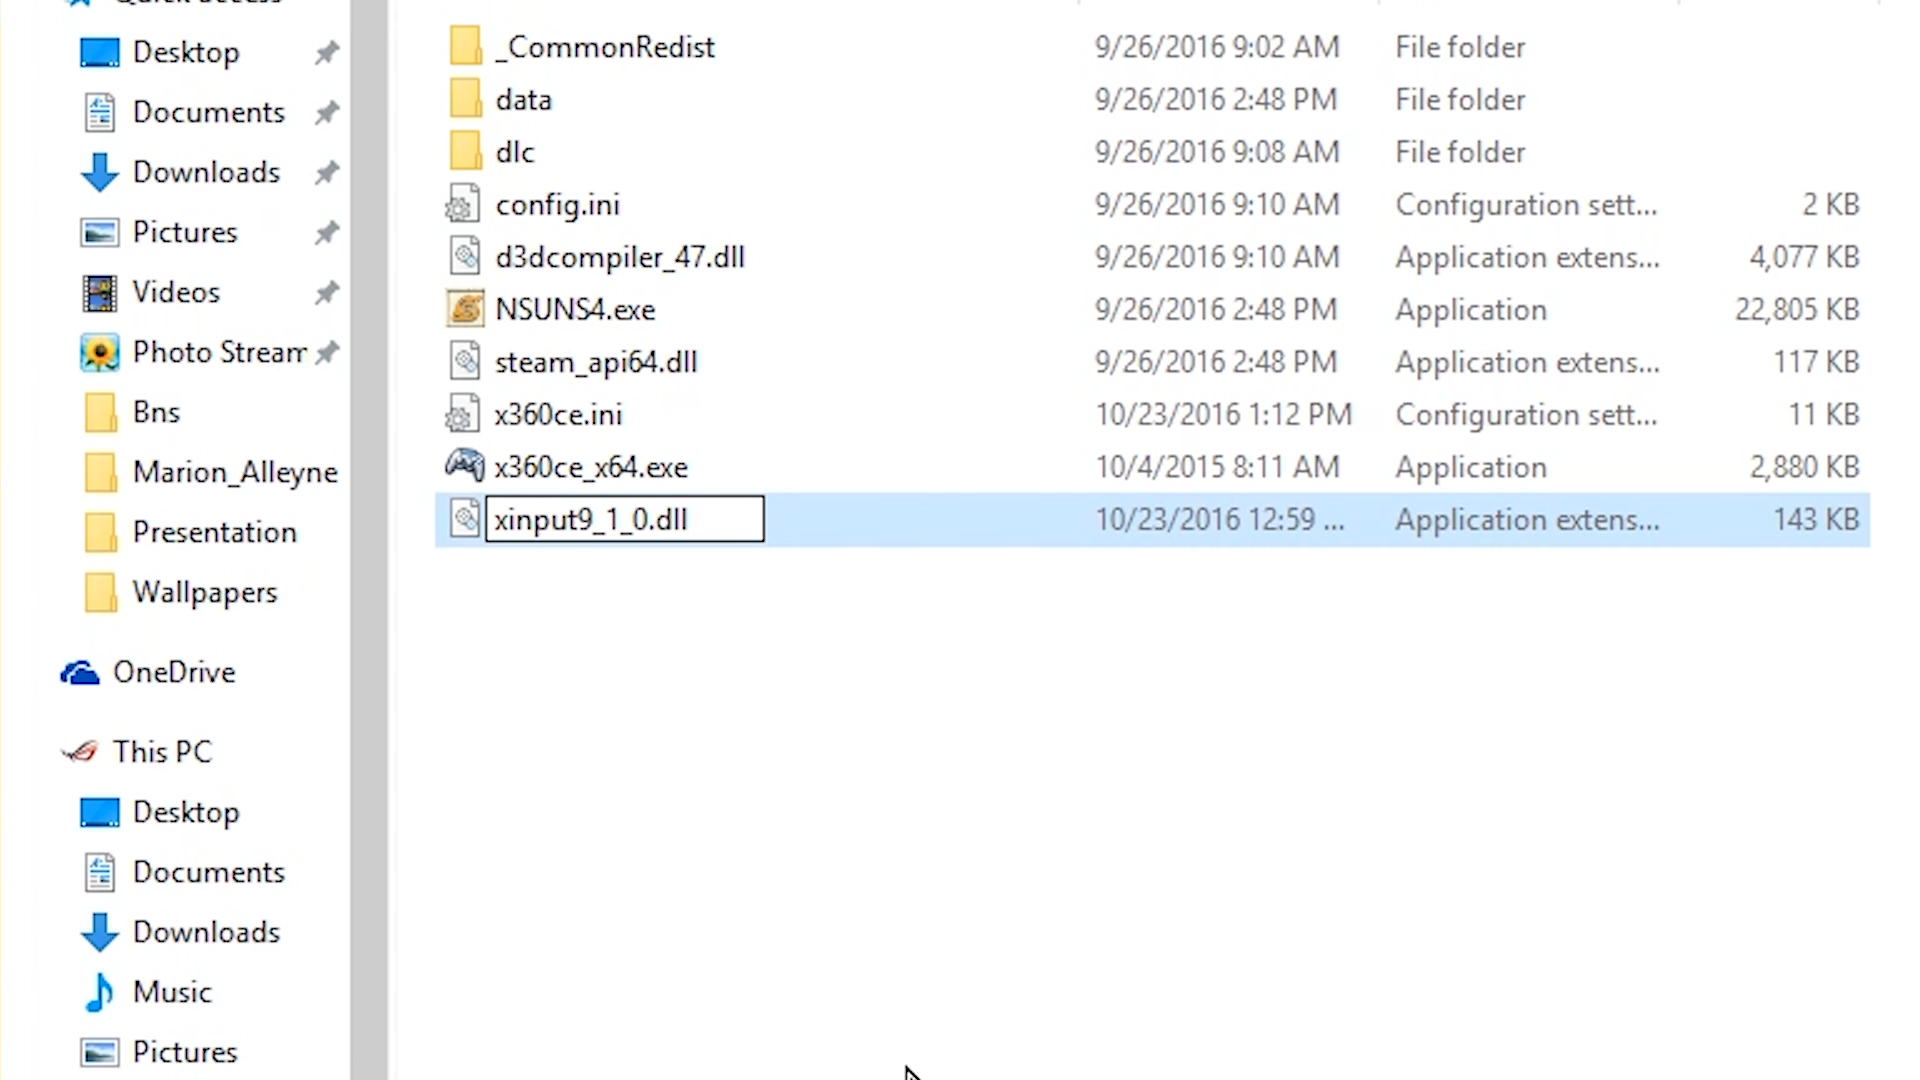 Quick access
Desktop
Documents
Downloads
Pictures
Videos
Photo Stream
Bns
Marion_Alleyne
Presentation
Wallpapers
OneDrive
This PC
Desktop
Documents
Downloads
Music
Pictures
_CommonRedist 9/26/2016 9:02 AM File folder
data 9/26/2016 2:48 PM File folder
dlc 9/26/2016 9:08 AM File folder
config.ini 9/26/2016 9:10 AM Configuration sett... 2 KB
d3dcompiler_47.dll 9/26/2016 9:10 AM Application extens... 4,077 KB
NSUNS4.exe 9/26/2016 2:48 PM Application 22,805 KB
steam_api64.dll 9/26/2016 2:48 PM Application extens... 117 KB
x360ce.ini 10/23/2016 1:12 PM Configuration sett... 11 KB
x360ce_x64.exe 10/4/2015 8:11 AM Application 2,880 KB
xinput9_1_0.dll 10/23/2016 12:59 ... Application extens... 143 KB